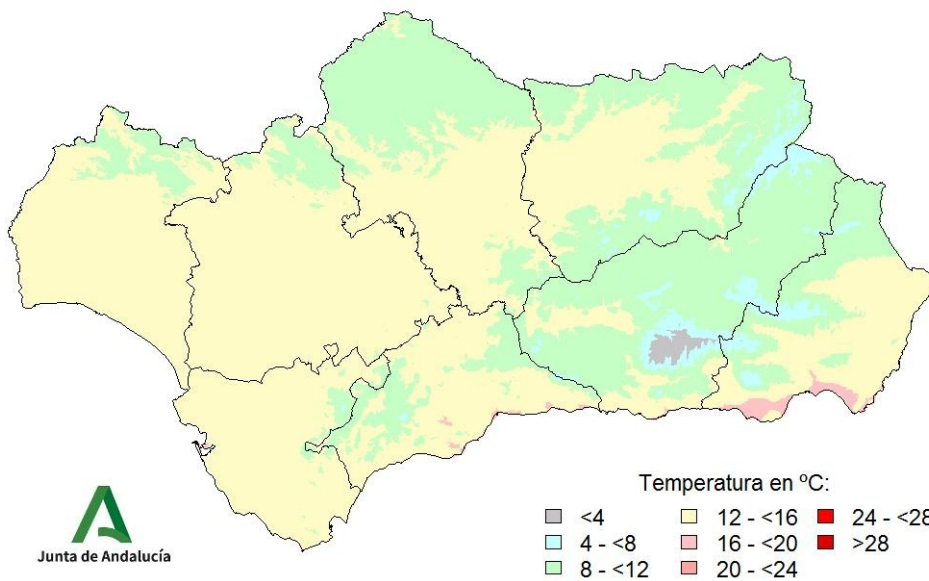 Temperatura en ºC:
<4
12 - <16
24 - <28
4 - <8
16 - <20
>28
8 - <12
20 - <24
Junta de Andalucía